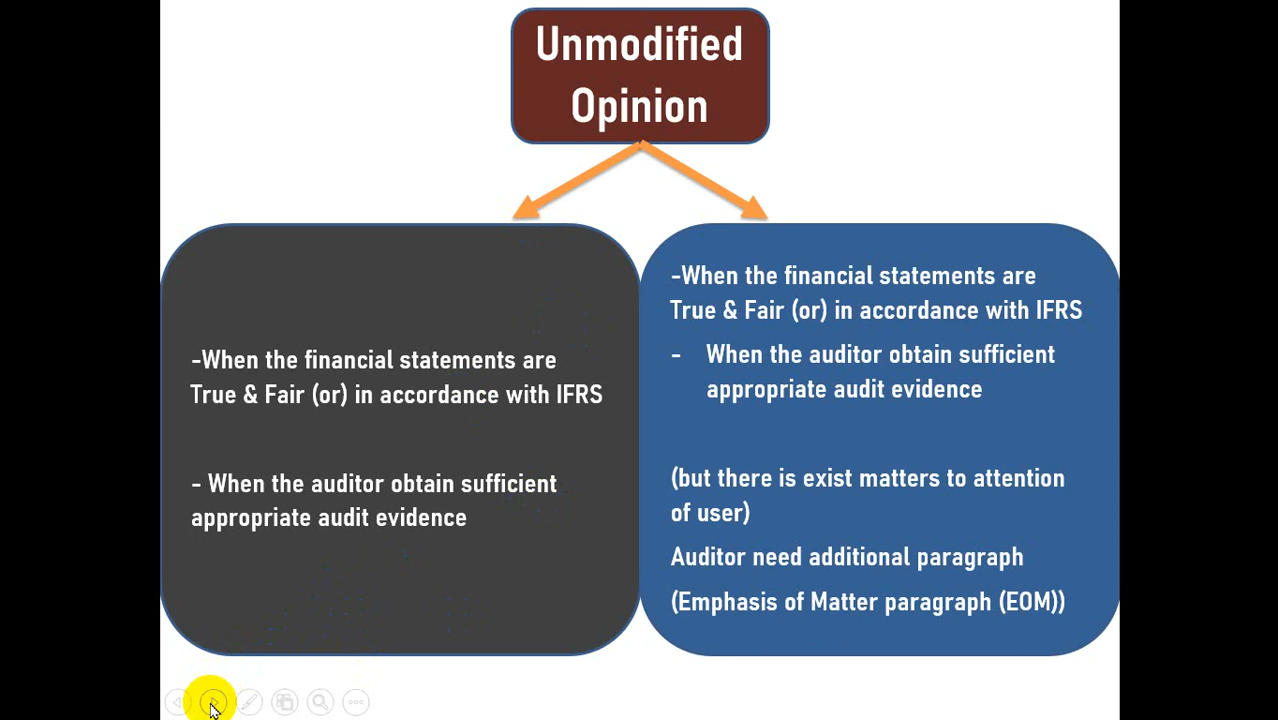 Unmodified
Opinion
-When the financial statements are
True & Fair (or) in accordance with IFRS
- When the auditor obtain sufficient
appropriate audit evidence
-When the financial statements are
True & Fair (or) in accordance with IFRS
- When the auditor obtain sufficient
appropriate audit evidence
(but there is exist matters to attention
of user)
Auditor need additional paragraph
(Emphasis of Matter paragraph (EOM))